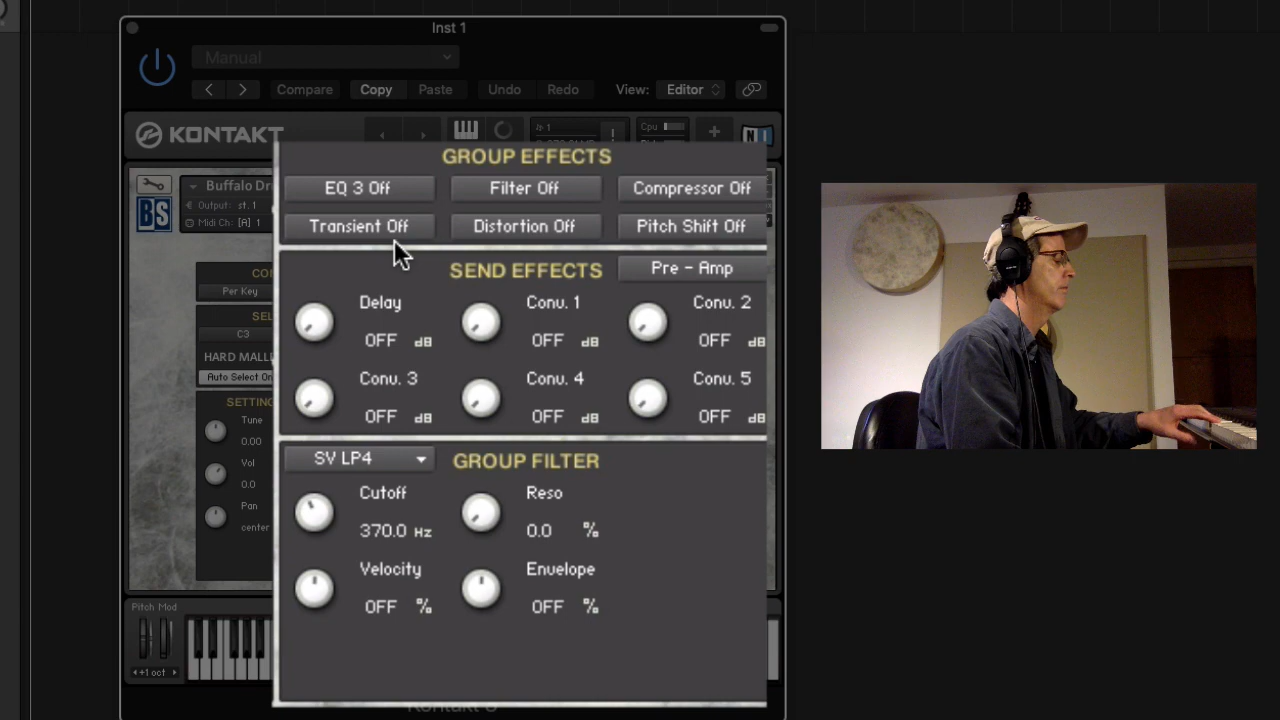 Inst 1
Manual
Compare Copy Paste Undo Redo View: Editor
KONTAKT
1
Cpu
Buffalo Dr
Output: st.1
Midi Ch: [A] 1
BS
GROUP EFFECTS
EQ 3 Off Filter Off Compressor Off
Transient Off Distortion Off Pitch Shift Off
SEND EFFECTS Pre - Amp
Delay Conv. 1 Conv. 2
OFF dB OFF dB OFF dB
Conv. 3 Conv. 4 Conv. 5
OFF dB OFF dB OFF dB
SV LP4 GROUP FILTER
Cutoff Reso
370.0 Hz 0.0 %
Velocity Envelope
OFF % OFF %
Per Key
C3
HARD MALL
Auto Select On
SETTIN
Tune
0.00
Vol
0.0
Pan
center
Pitch Mod
+1 oct